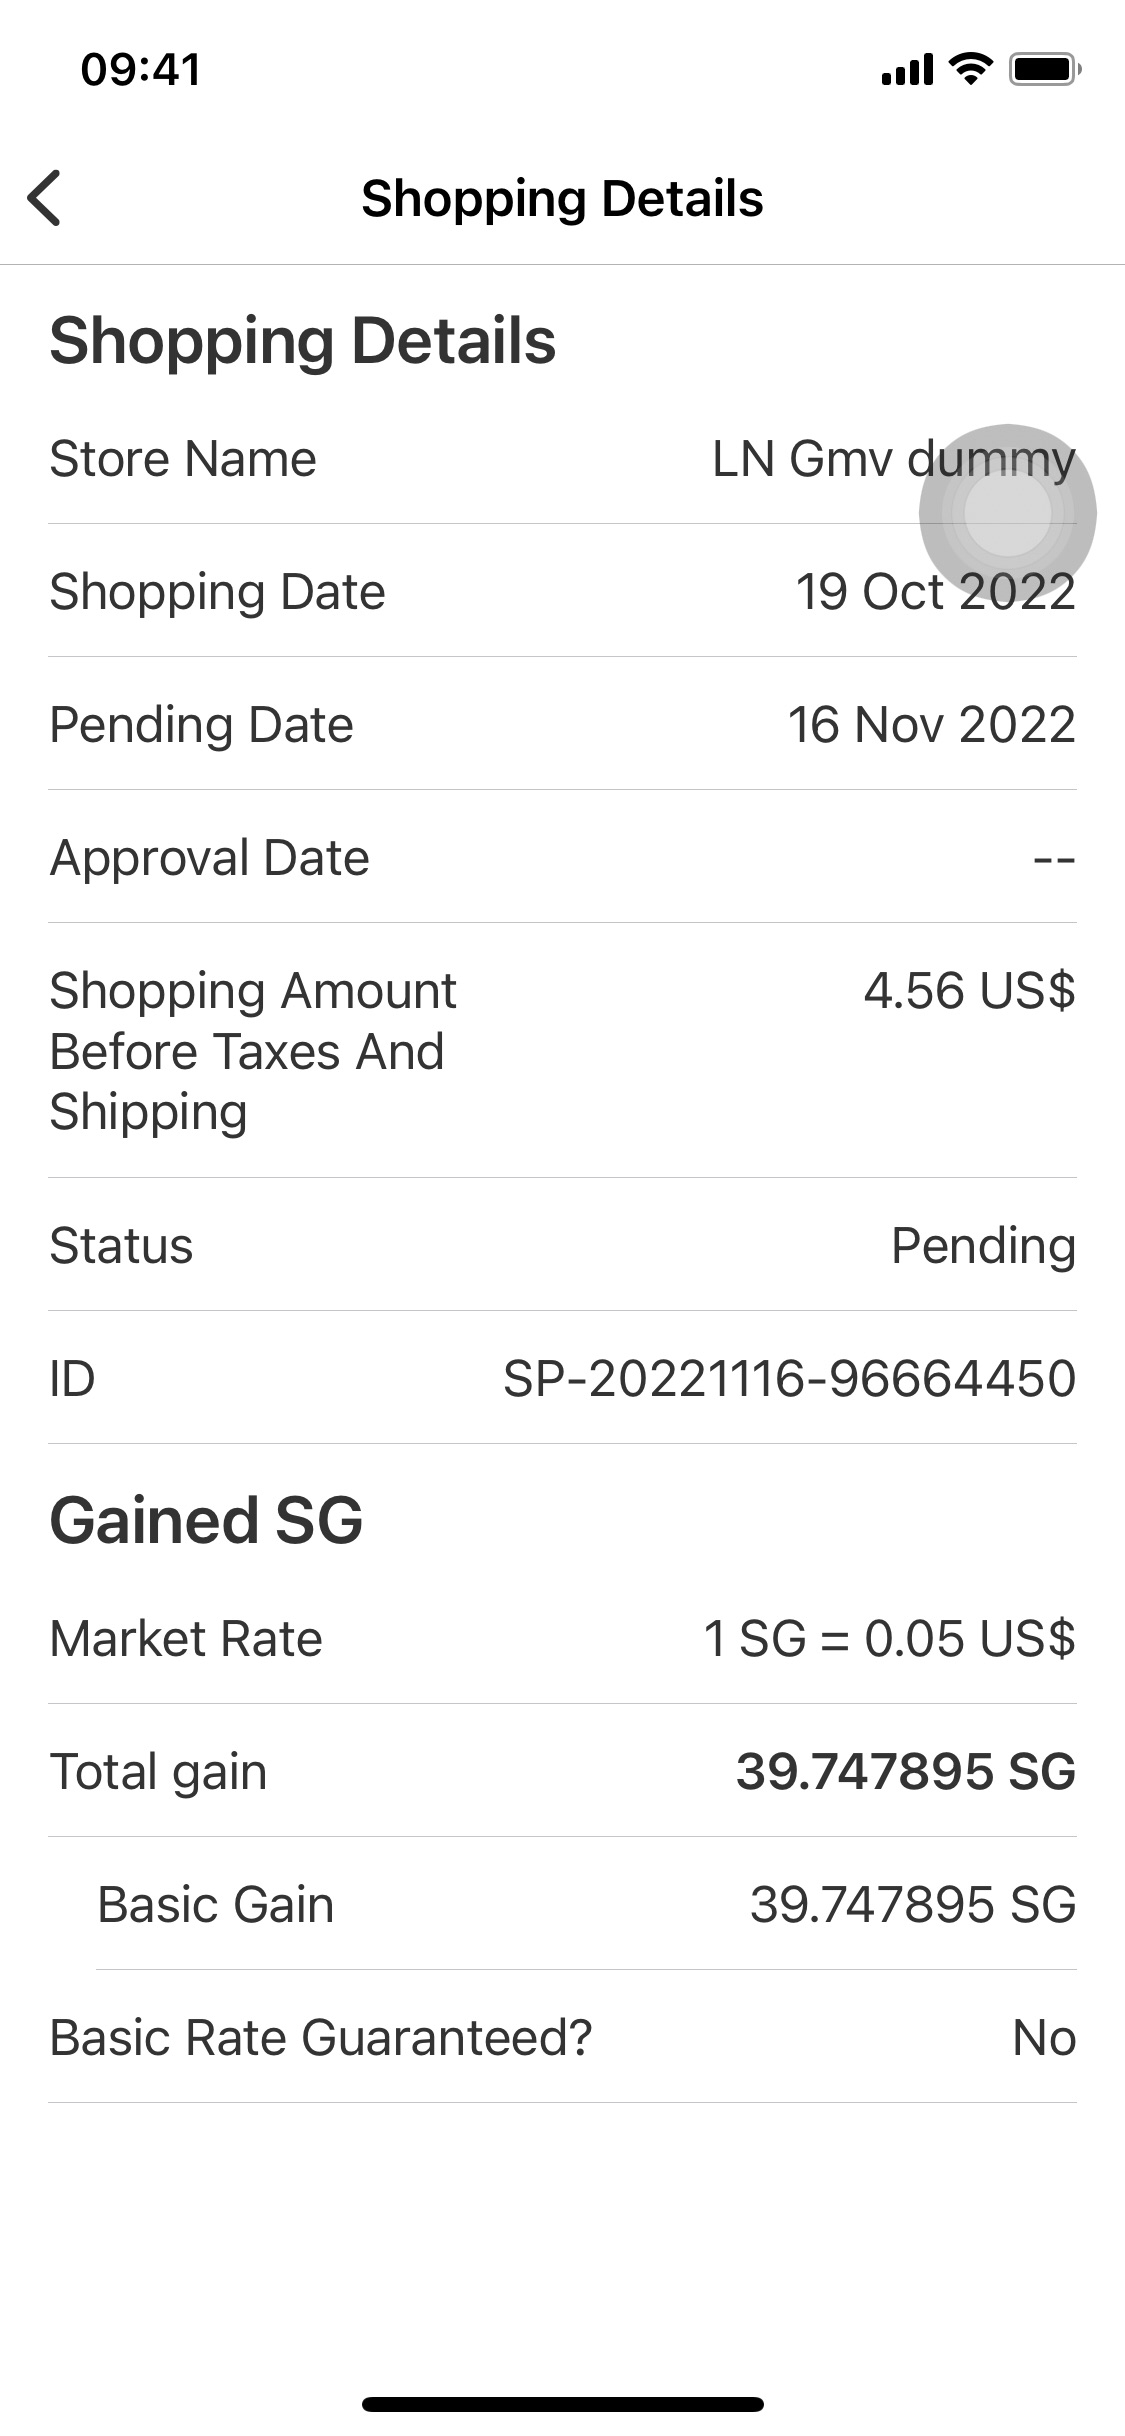 09:41
Shopping Details
Shopping Details
Store Name LN Gmv dummy
Shopping Date 19 Oct 2022
Pending Date 16 Nov 2022
Approval Date --
Shopping Amount 4.56 US$
Before Taxes And
Shipping
Status Pending
ID SP-20221116-96664450
Gained SG
Market Rate 1 SG = 0.05 US$
Total gain 39.747895 SG
Basic Gain 39.747895 SG
Basic Rate Guaranteed? No